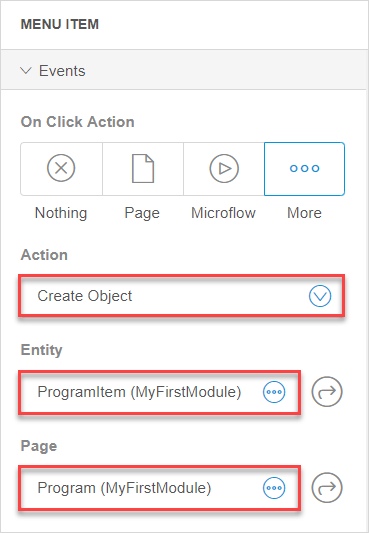 MENU ITEM
Events
On Click Action
Nothing Page Microflow More
Action
Create Object
Entity
ProgramItem (MyFirstModule)
Page
Program (MyFirstModule)